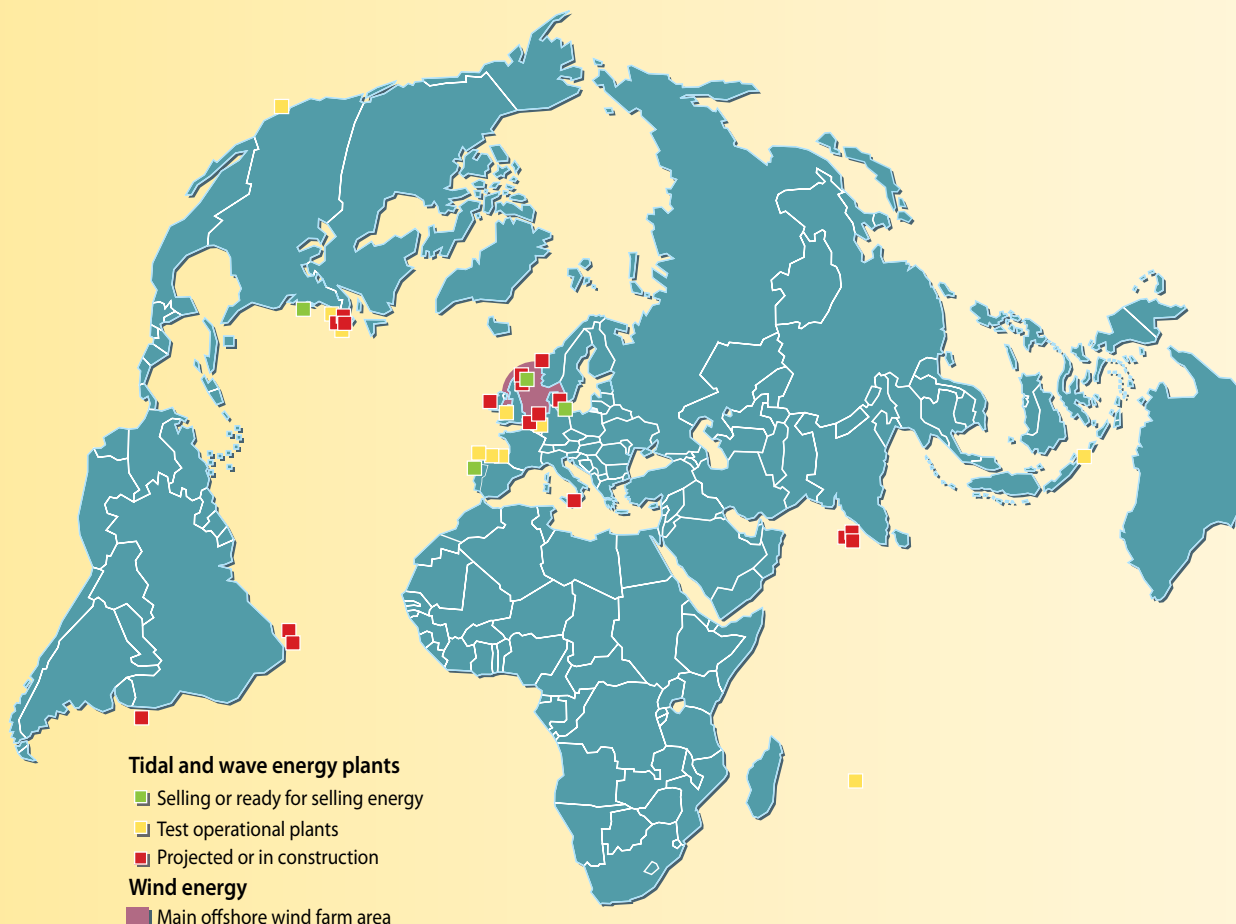 Tidal and wave energy plants
Selling or ready for selling energy
Test operational plants
Projected or in construction
Wind energy
Main offshore wind farm area